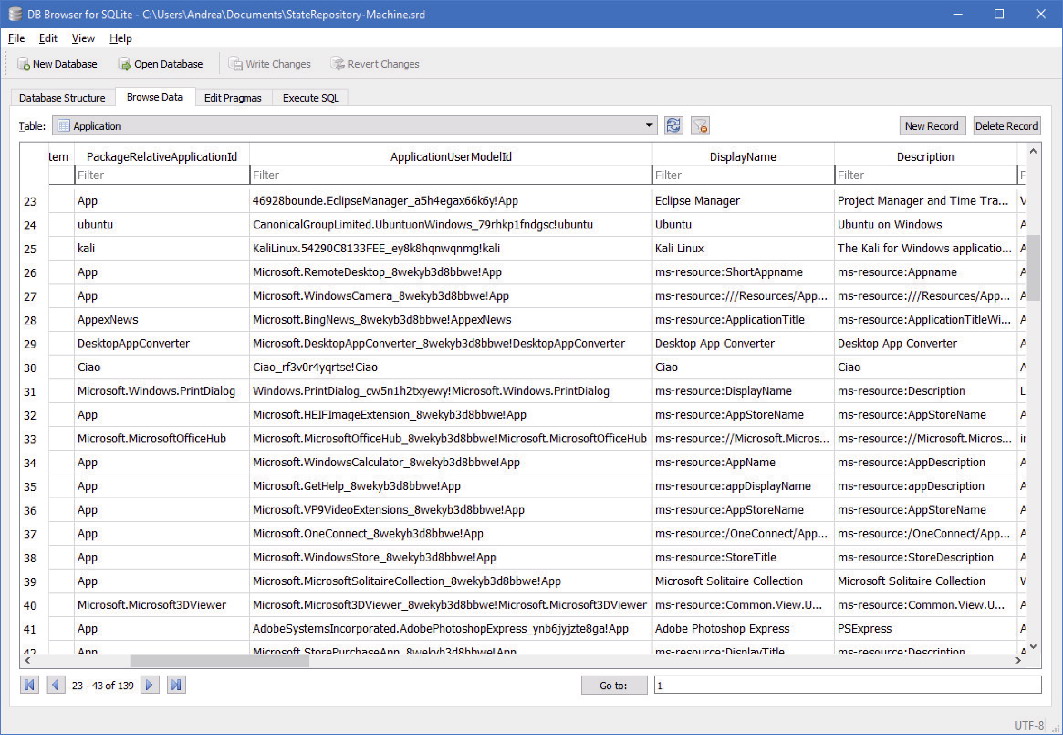 DB Browser for SQLite - C:\Users\Andrea\Documents\StateRepository-Machine.srd
File Edit View Help
New Database Open Database Write Changes Revert Changes
Database Structure Browse Data Edit Pragmas Execute SQL
Table: Application New Record Delete Record
tem PackageRelativeApplicationId ApplicationUserModelId DisplayName Description
Filter Filter Filter Filter F
23 App 46928bounde.EclipseManager_a5h4egax66k6y!App Eclipse Manager Project Manager and Time Tra... V
24 ubuntu CanonicalGroupLimited.UbuntuonWindows_79rhkp1fndgsc!ubuntu Ubuntu Ubuntu on Windows A
25 kali KaliLinux.54290C8133FEE_ey8k8hqnwqnmg!kali Kali Linux The Kali for Windows applicatio... A
26 App Microsoft.RemoteDesktop_8wekyb3d8bbwe!App ms-resource:ShortAppname ms-resource:Appname A
27 App Microsoft.WindowsCamera_8wekyb3d8bbwe!App ms-resource:///Resources/App... ms-resource:///Resources/App... A
28 AppexNews Microsoft.BingNews_8wekyb3d8bbwe!AppexNews ms-resource:ApplicationTitle ms-resource:ApplicationTitleWi... A
29 DesktopAppConverter Microsoft.DesktopAppConverter_8wekyb3d8bbwe!DesktopAppConverter Desktop App Converter Desktop App Converter A
30 Ciao Ciao_rf3v0r4yqrtse!Ciao Ciao Ciao A
31 Microsoft.Windows.PrintDialog Windows.PrintDialog_cw5n1h2txyewy!Microsoft.Windows.PrintDialog ms-resource:DisplayName ms-resource:Description L
32 App Microsoft.HEIFImageExtension_8wekyb3d8bbwe!App ms-resource:AppStoreName ms-resource:AppStoreName A
33 Microsoft.MicrosoftOfficeHub Microsoft.MicrosoftOfficeHub_8wekyb3d8bbwe!Microsoft.MicrosoftOfficeHub ms-resource://Microsoft.Micros... ms-resource://Microsoft.Micros... in
34 App Microsoft.WindowsCalculator_8wekyb3d8bbwe!App ms-resource:AppName ms-resource:AppDescription A
35 App Microsoft.GetHelp_8wekyb3d8bbwe!App ms-resource:appDisplayName ms-resource:appDescription A
36 App Microsoft.VP9VideoExtensions_8wekyb3d8bbwe!App ms-resource:AppStoreName ms-resource:AppStoreName A
37 App Microsoft.OneConnect_8wekyb3d8bbwe!App ms-resource:/OneConnect/App... ms-resource:/OneConnect/App... A
38 App Microsoft.WindowsStore_8wekyb3d8bbwe!App ms-resource:StoreTitle ms-resource:StoreDescription A
39 App Microsoft.MicrosoftSolitaireCollection_8wekyb3d8bbwe!App Microsoft Solitaire Collection Microsoft Solitaire Collection W
40 Microsoft.Microsoft3DViewer Microsoft.Microsoft3DViewer_8wekyb3d8bbwe!Microsoft.Microsoft3DViewer ms-resource:Common.View.U... ms-resource:Common.View.U... A
41 App AdobeSystemsIncorporated.AdobePhotoshopExpress_ynb6jyjzte8ga!App Adobe Photoshop Express PSExpress A
42 App Microsoft.StorePurchaseApp_8wekyb3d8bbwe!App ms-resource:DisplayTitle ms-resource:Description A
23 - 43 of 139 Go to: 1
UTF-8